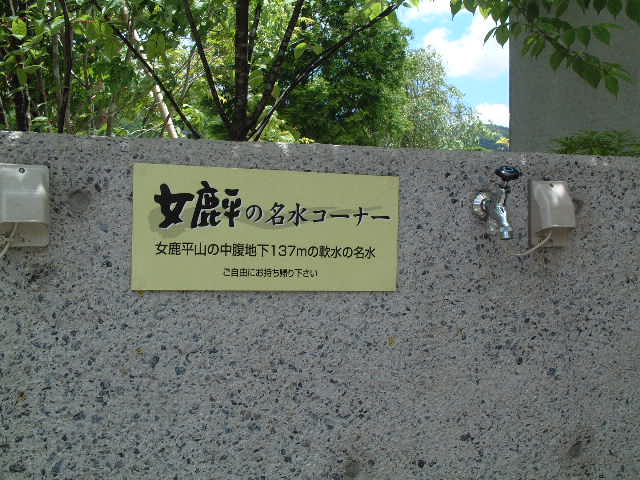 女鹿平の名水コーナー
女鹿平山の中腹地下137mの軟水の名水
ご自由にお持ち帰り下さい